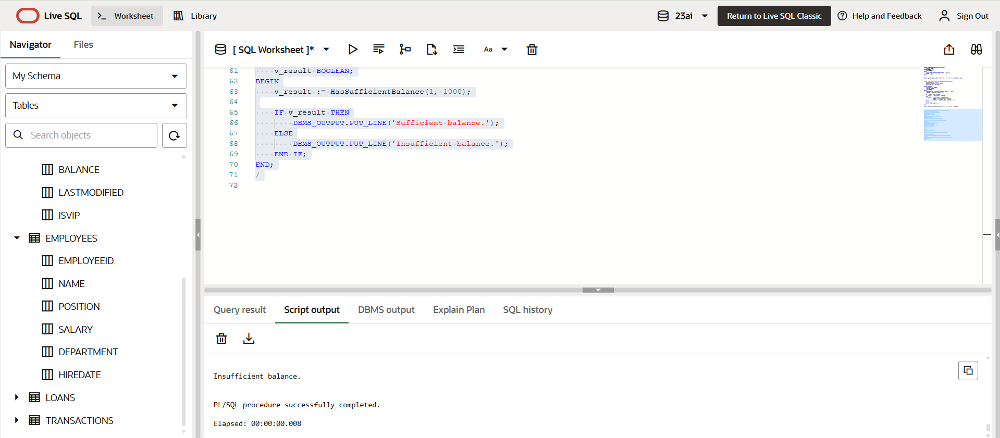 Live SQL
Worksheet
Library
23ai
Return to Live SQL Classic
Help and Feedback
Sign Out
Navigator
Files
My Schema
Tables
Search objects
BALANCE
LASTMODIFIED
ISVIP
EMPLOYEES
EMPLOYEEID
NAME
POSITION
SALARY
DEPARTMENT
HIREDATE
LOANS
TRANSACTIONS
[ SQL Worksheet ]*
Aa
61 v_result BOOLEAN;
62 BEGIN
63 v_result := HasSufficientBalance(1, 1000);
64
65 IF v_result THEN
66 DBMS_OUTPUT.PUT_LINE('Sufficient balance.');
67 ELSE
68 DBMS_OUTPUT.PUT_LINE('Insufficient balance.');
69 END IF;
70 END;
71 /
72
Query result
Script output
DBMS output
Explain Plan
SQL history
Insufficient balance.
PL/SQL procedure successfully completed.
Elapsed: 00:00:00.008